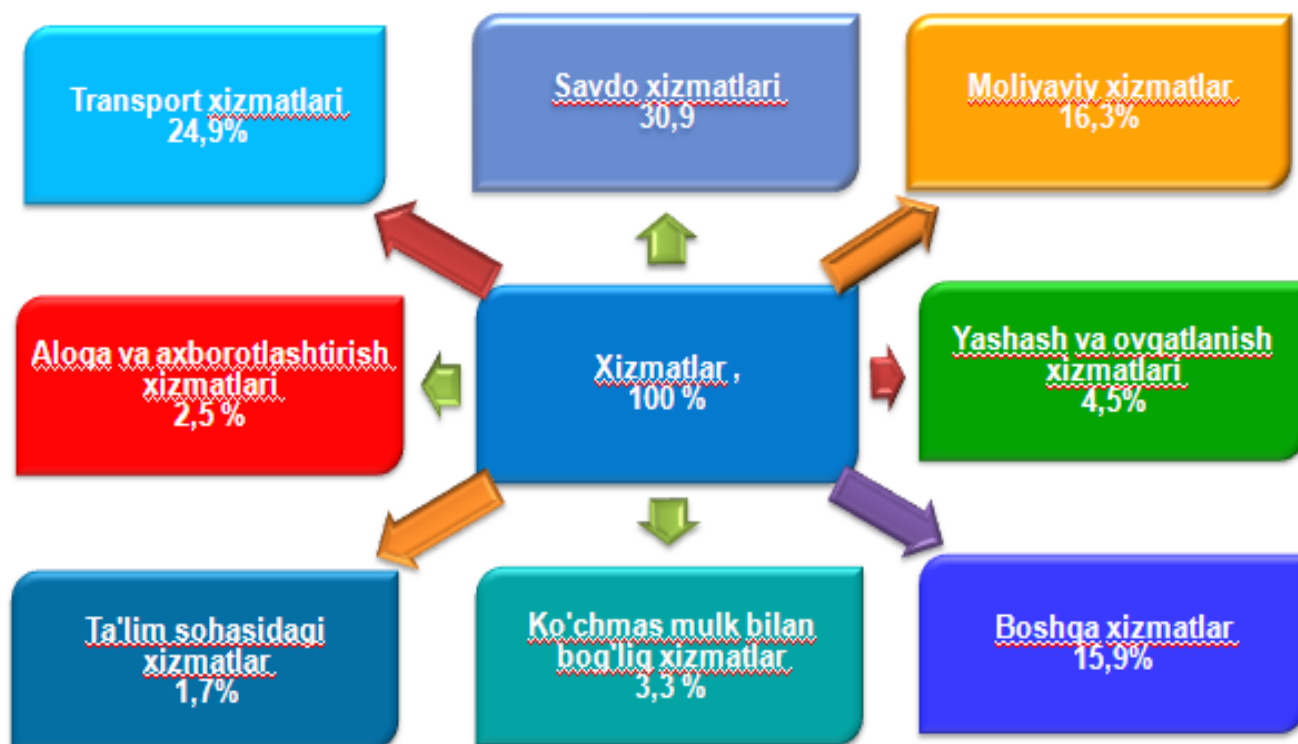 Transport xizmatlari
24,9%
Savdo xizmatlari
30,9
Moliyaviy xizmatlar
16,3%
Aloqa va axborotlashtirish
xizmatlari
2,5 %
Xizmatlar ,
100 %
Yashash va ovqatlanish
xizmatlari
4,5%
Ta'lim sohasidagi
xizmatlar
1,7%
Ko'chmas mulk bilan
bog'liq xizmatlar
3,3 %
Boshqa xizmatlar
15,9%